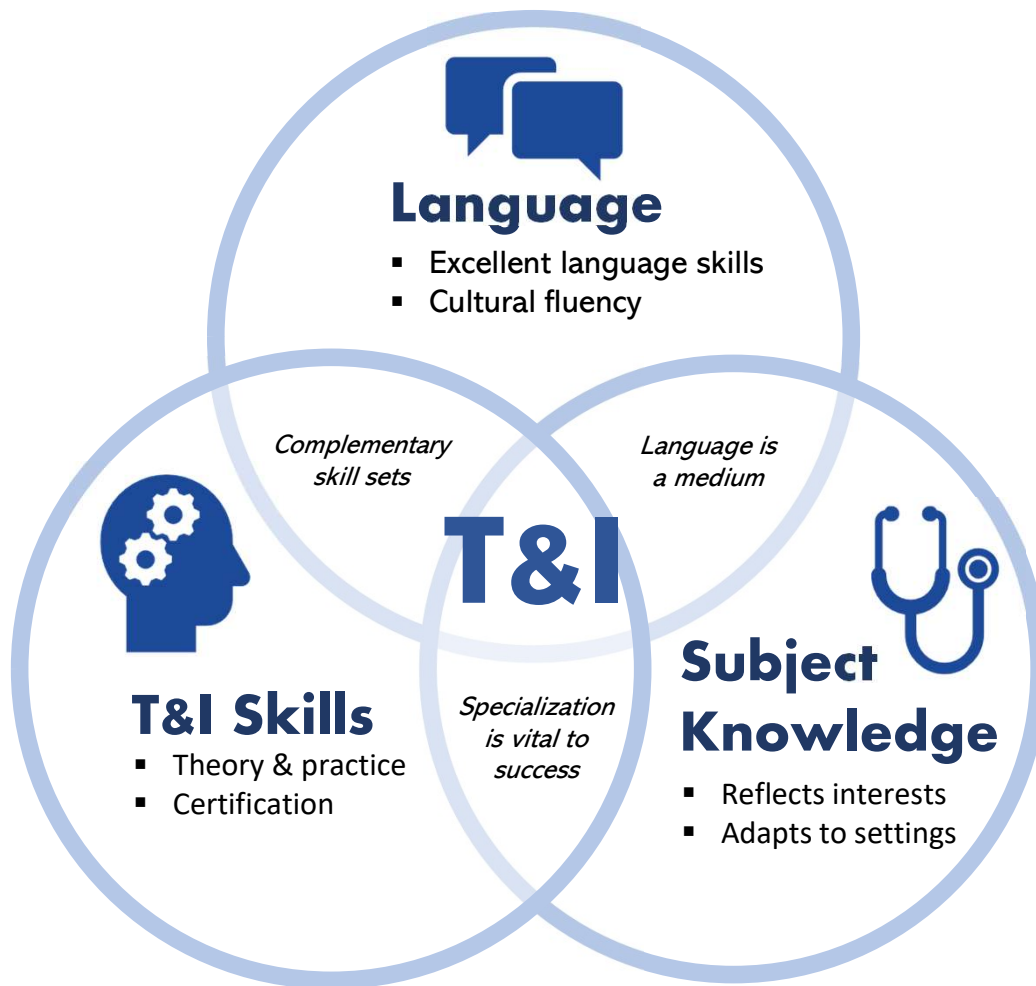 Language
▪ Excellent language skills
▪ Cultural fluency
Complementary
skill sets
Language is
a medium
T&I
T&I Skills
▪ Theory & practice
▪ Certification
Specialization
is vital to
success
Subject
Knowledge
▪ Reflects interests
▪ Adapts to settings